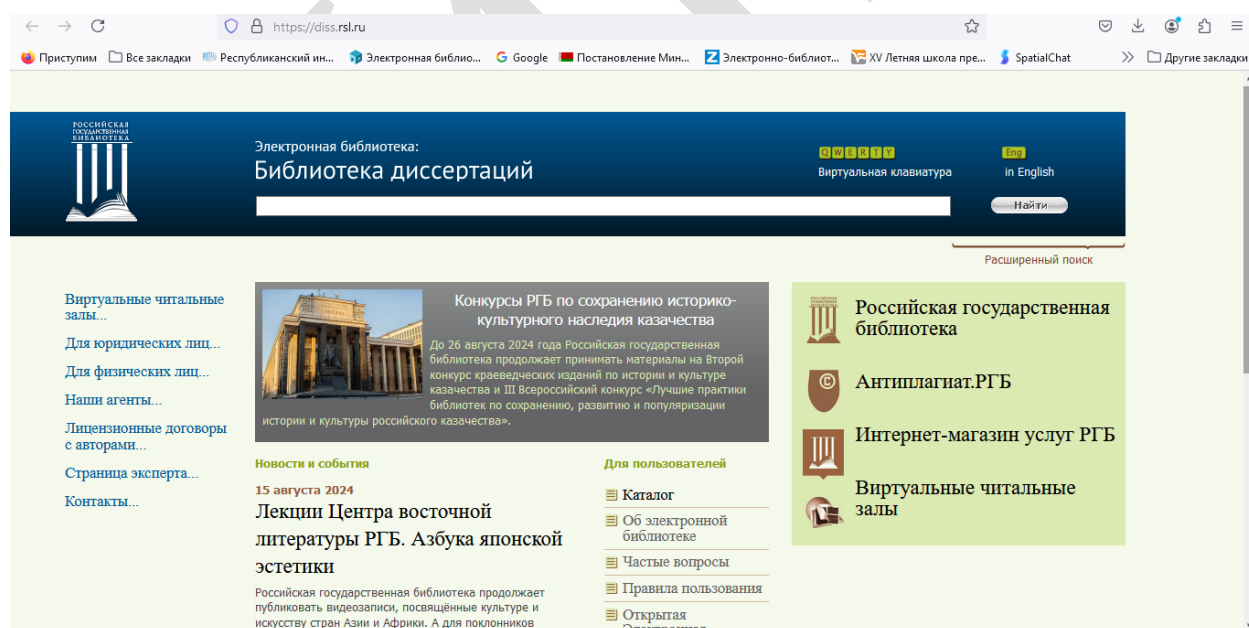 https://diss.rsl.ru
Приступим
Все закладки
Республиканский ин...
Электронная библио...
Google
Постановление Мин...
Электронно-библиот...
XV Летняя школа пре...
SpatialChat
Другие закладки
РОССИЙСКАЯ
ГОСУДАРСТВЕННАЯ
БИБЛИОТЕКА
Электронная библиотека:
Библиотека диссертаций
QWERTY
Виртуальная клавиатура
Eng
in English
Найти
Расширенный поиск
Виртуальные читальные
залы...
Для юридических лиц...
Для физических лиц...
Наши агенты...
Лицензионные договоры
с авторами...
Страница эксперта...
Контакты...
Конкурсы РГБ по сохранению историко-
культурного наследия казачества
До 26 августа 2024 года Российская государственная
библиотека продолжает принимать материалы на Второй
конкурс краеведческих изданий по истории и культуре
казачества и III Всероссийский конкурс «Лучшие практики
библиотек по сохранению, развитию и популяризации
истории и культуры российского казачества».
Новости и события
15 августа 2024
Лекции Центра восточной
литературы РГБ. Азбука японской
эстетики
Российская государственная библиотека продолжает
публиковать видеозаписи, посвящённые культуре и
искусству стран Азии и Африки. А для поклонников
Для пользователей
Каталог
Об электронной
библиотеке
Частые вопросы
Правила пользования
Открытая
Российская государственная
библиотека
Антиплагиат.РГБ
Интернет-магазин услуг РГБ
Виртуальные читальные
залы